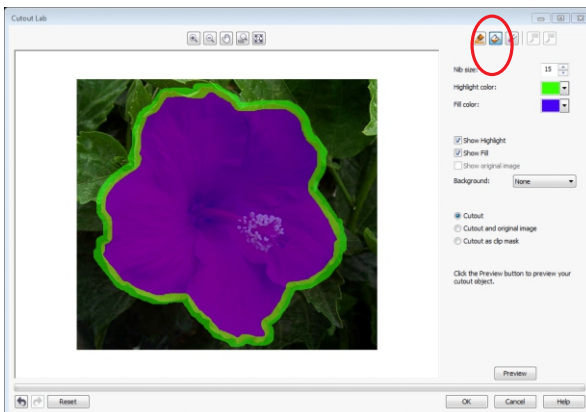 Cutout Lab
Nib size: 15
Highlight color:
Fill color:
Show Highlight
Show Fill
Show original image
Background: None
Cutout
Cutout and original image
Cutout as clip mask
Click the Preview button to preview your
cutout object.
Preview
Reset
OK Cancel Help